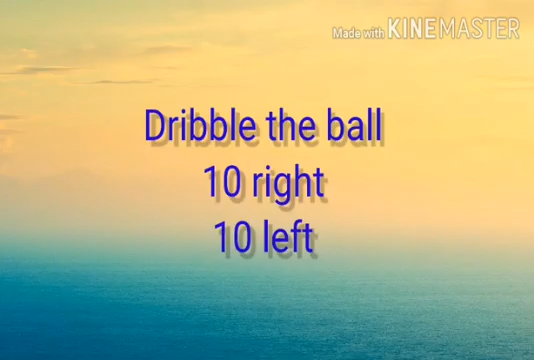 Made with KINEMASTER
Dribble the ball
10 right
10 left